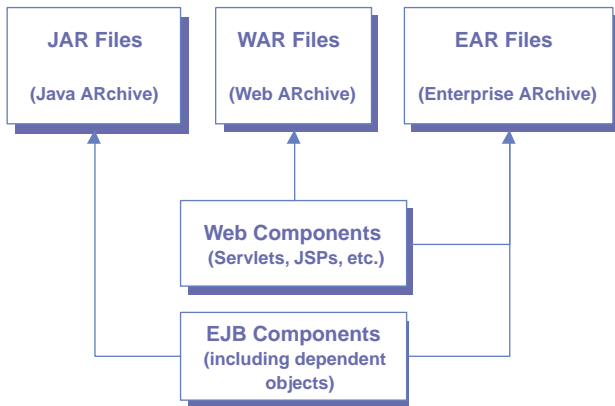 JAR Files
(Java ARchive)
WAR Files
(Web ARchive)
EAR Files
(Enterprise ARchive)
Web Components
(Servlets, JSPs, etc.)
EJB Components
(including dependent
objects)